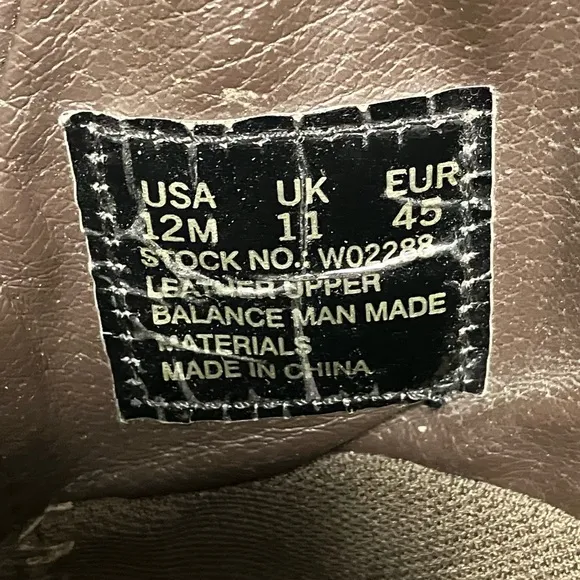 USA UK EUR
12M 11 45
STOCK NO.: W02288
LEATHER UPPER
BALANCE MAN MADE
MATERIALS
MADE IN CHINA